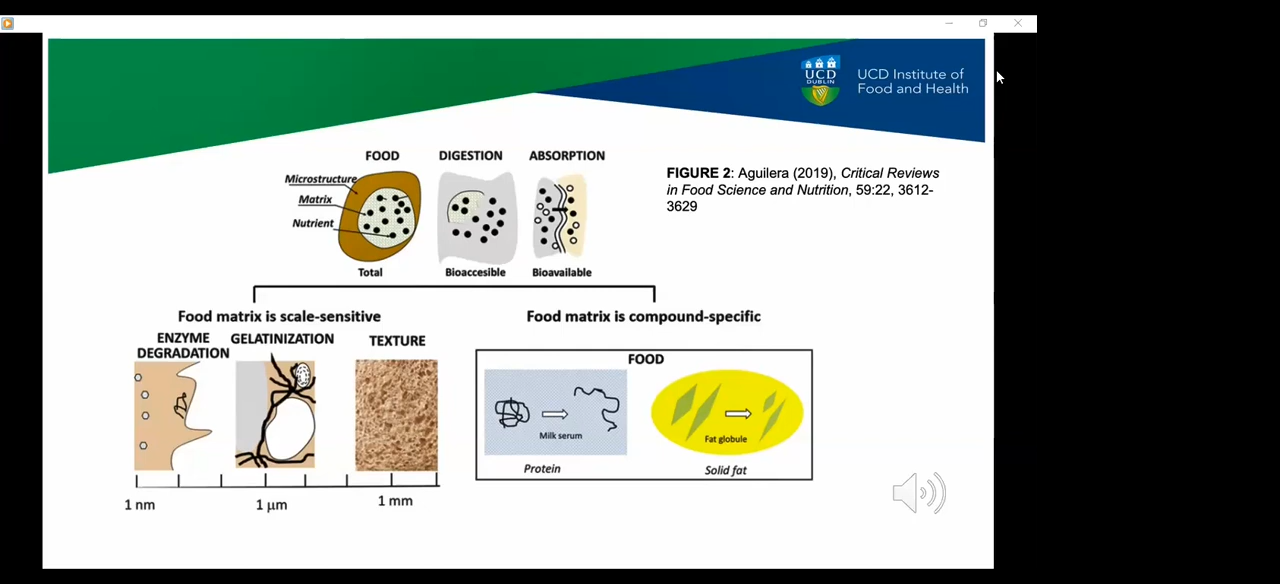 UCD
DUBLIN
UCD Institute of
Food and Health
FOOD
DIGESTION
ABSORPTION
Microstructure
Matrix
Nutrient
Total
Bioaccesible
Bioavailable
FIGURE 2: Aguilera (2019), Critical Reviews
in Food Science and Nutrition, 59:22, 3612-
3629
Food matrix is scale-sensitive
ENZYME
DEGRADATION
GELATINIZATION
TEXTURE
1 nm
1 μm
1 mm
Food matrix is compound-specific
FOOD
Milk serum
Protein
Fat globule
Solid fat